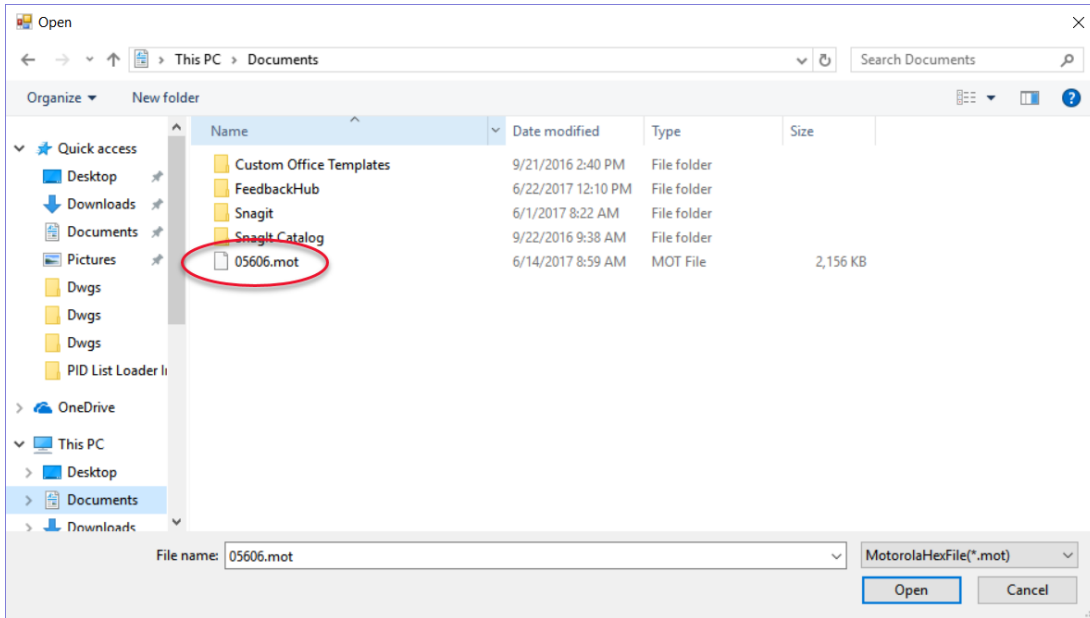 Open
This PC > Documents
Search Documents
Organize
New folder
Name Date modified Type Size
Quick access
Desktop
Downloads
Documents
Pictures
Dwgs
Dwgs
Dwgs
PID List Loader I
OneDrive
This PC
Desktop
Documents
Downloads
Custom Office Templates 9/21/2016 2:40 PM File folder
FeedbackHub 6/22/2017 12:10 PM File folder
Snagit 6/1/2017 8:22 AM File folder
SnagIt Catalog 9/22/2016 9:38 AM File folder
05606.mot 6/14/2017 8:59 AM MOT File 2,156 KB
File name: 05606.mot
MotorolaHexFile(*.mot)
Open Cancel